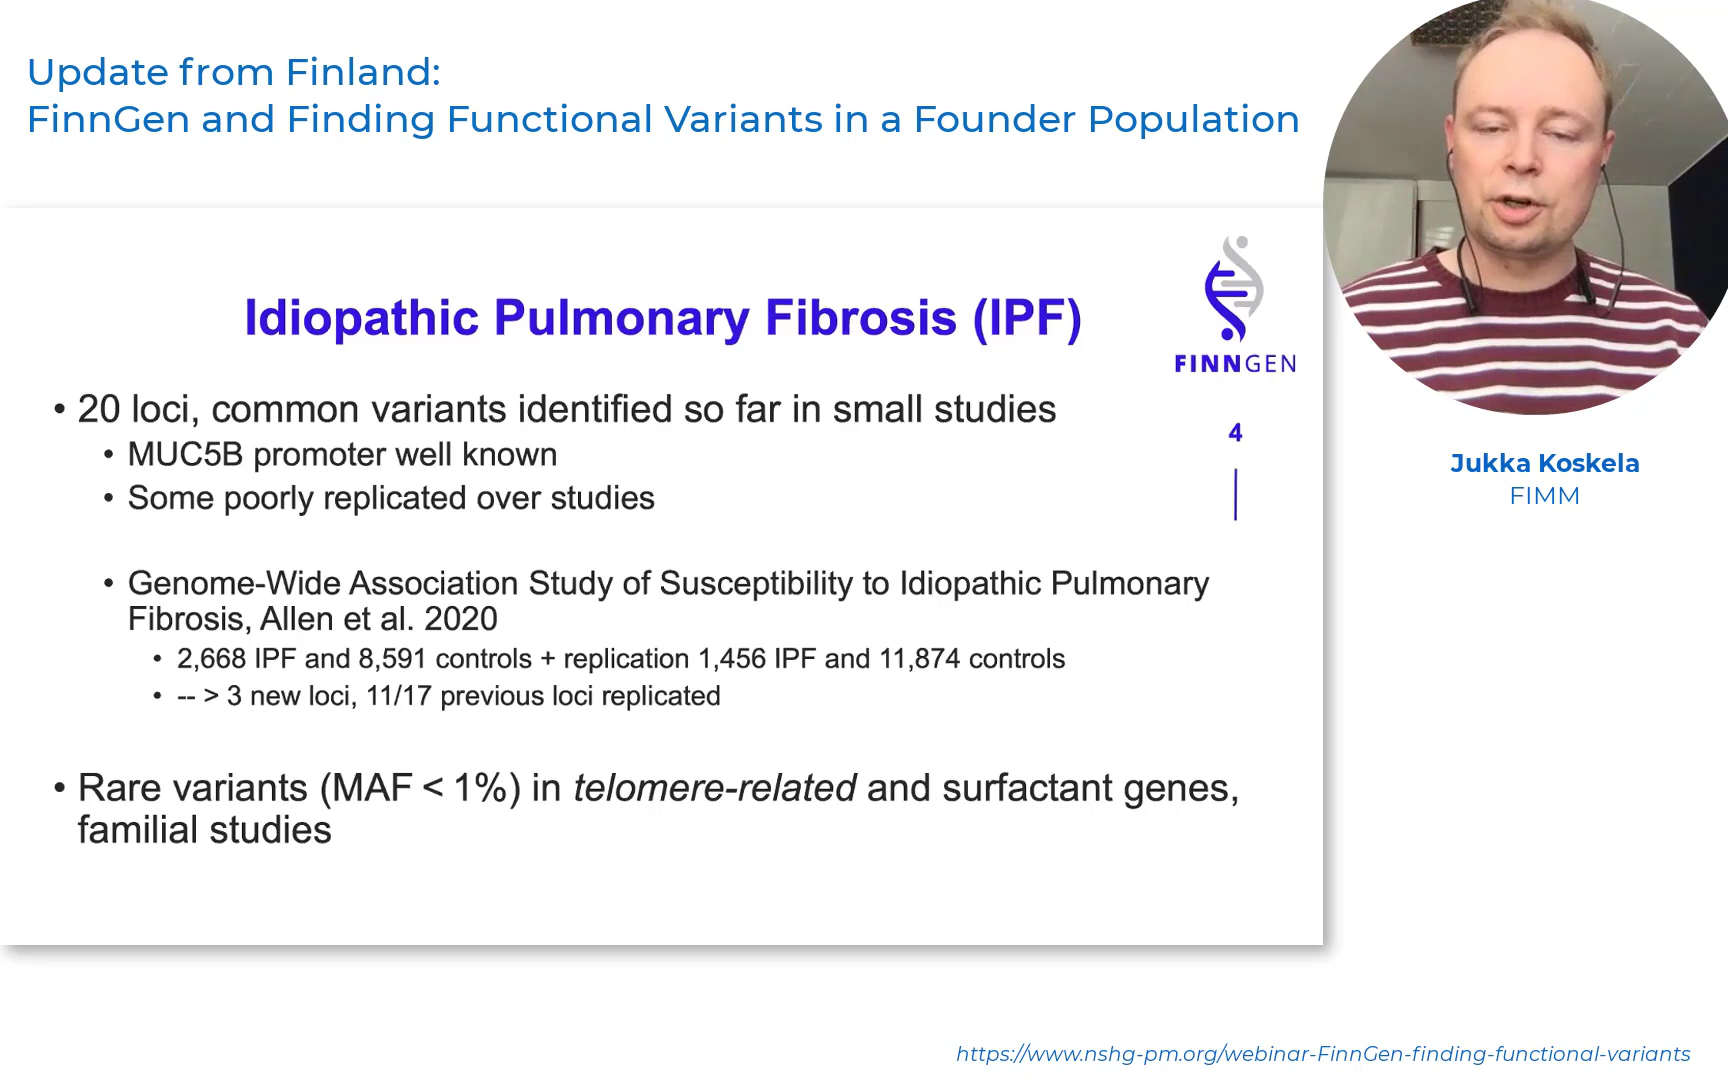 Update from Finland:
FinnGen and Finding Functional Variants in a Founder Population
Idiopathic Pulmonary Fibrosis (IPF)
FINNGEN
• 20 loci, common variants identified so far in small studies
• MUC5B promoter well known
• Some poorly replicated over studies
4
• Genome-Wide Association Study of Susceptibility to Idiopathic Pulmonary
Fibrosis, Allen et al. 2020
• 2,668 IPF and 8,591 controls + replication 1,456 IPF and 11,874 controls
• -- > 3 new loci, 11/17 previous loci replicated
• Rare variants (MAF < 1%) in telomere-related and surfactant genes,
familial studies
Jukka Koskela
FIMM
https://www.nshg-pm.org/webinar-FinnGen-finding-functional-variants